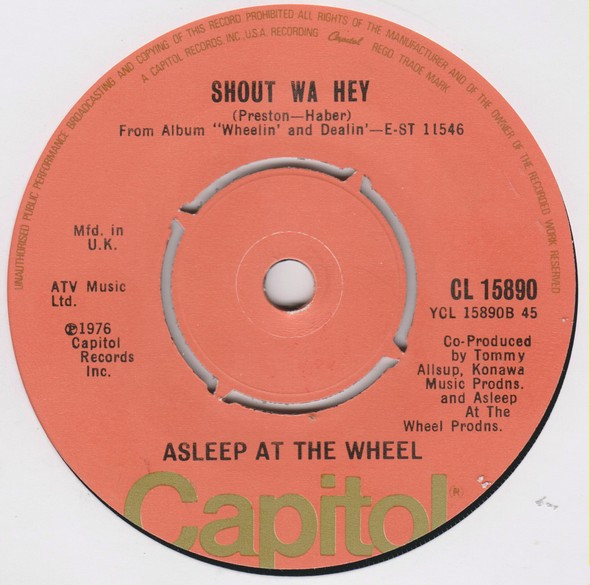 UNAUTHORISED PUBLIC PERFORMANCE BROADCASTING AND COPYING OF THIS RECORD PROHIBITED ALL RIGHTS OF THE MANUFACTURER AND OF THE OWNER OF THE RECORDED WORK RESERVED
A CAPITOL RECORDS, INC., U.S.A. RECORDING Capitol REGD. TRADE MARK
SHOUT WA HEY
(Preston—Haber)
From Album "Wheelin' and Dealin'—E-ST 11546
Mfd. in
U.K.
ATV Music
Ltd.
℗1976
Capitol
Records
Inc.
CL 15890
YCL 15890B 45
Co-Produced
by Tommy
Allsup, Konawa
Music Prodns.
and Asleep
At The
Wheel Prodns.
ASLEEP AT THE WHEEL
Capitol®